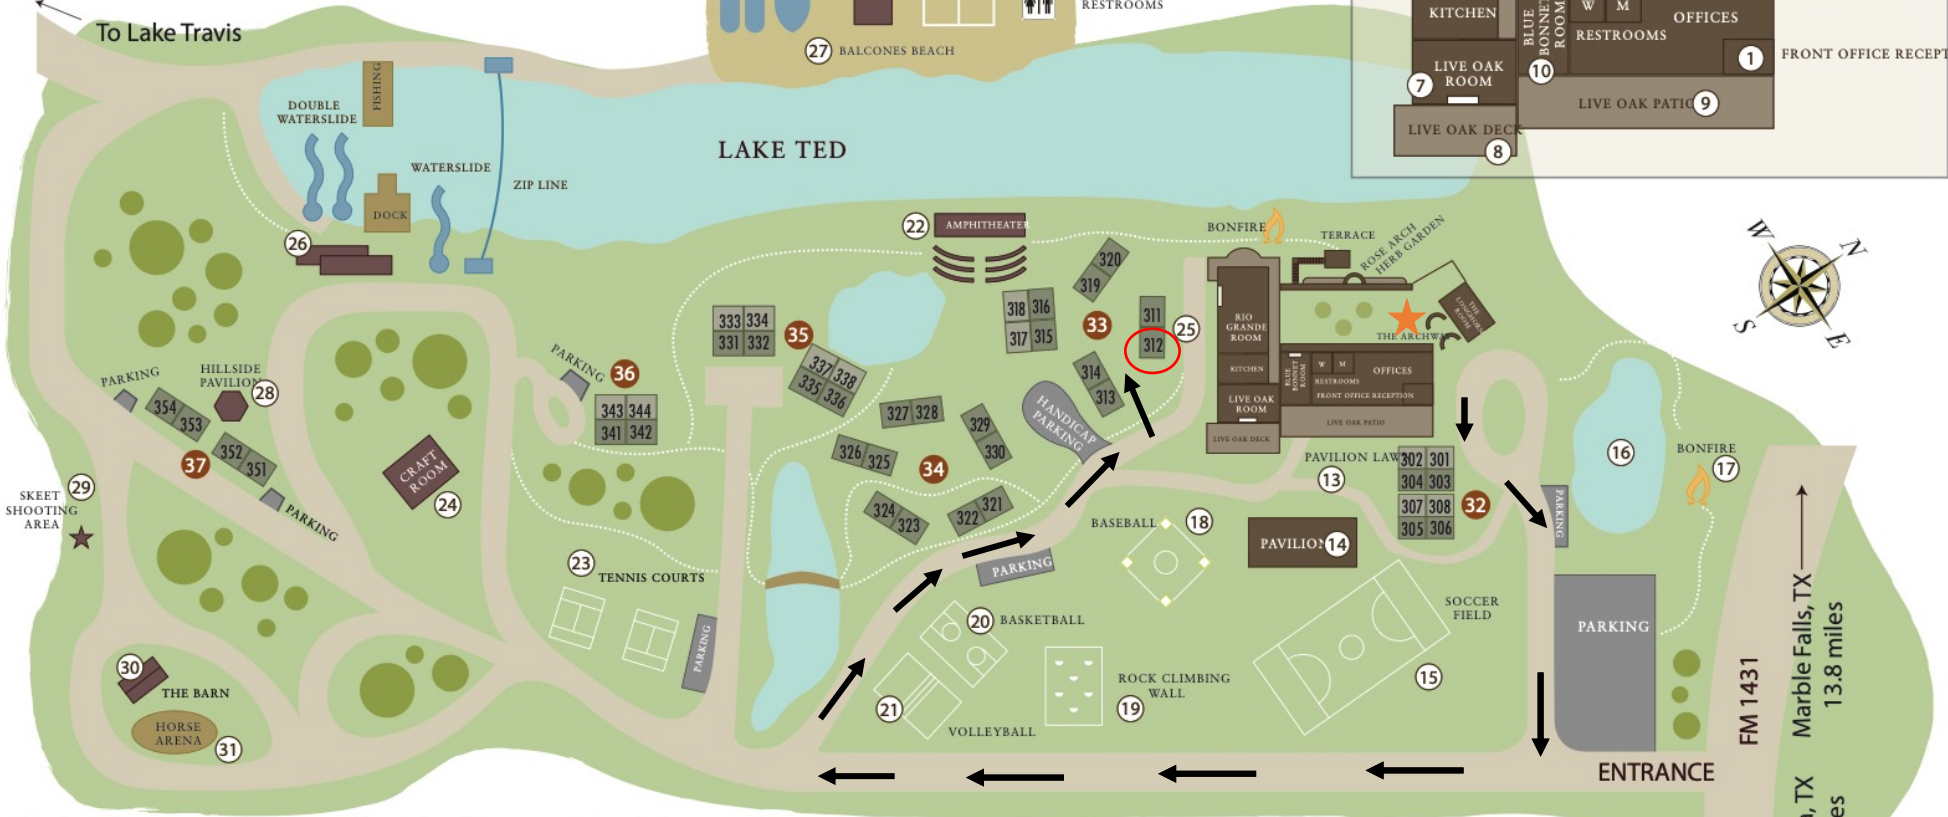 To Lake Travis
RESTROOMS
27 BALCONES BEACH
KITCHEN
BLUE
BONNET
ROOM
W M
RESTROOMS
OFFICES
1 FRONT OFFICE RECEPT
10
LIVE OAK
ROOM
7
LIVE OAK PATIO 9
LIVE OAK DECK
8
FISHING
DOUBLE
WATERSLIDE
WATERSLIDE
ZIP LINE
DOCK
26
LAKE TED
22 AMPHITHEATER
BONFIRE
TERRACE
ROSE ARCH
HERB GARDEN
THE LONGHORN
ROOM
THE ARCHWAY
N
W
S
E
320
319
318 316
317 315
33
311
312
25
314
313
HANDICAP
PARKING
RIO
GRANDE
ROOM
KITCHEN
LIVE OAK
ROOM
LIVE OAK DECK
BLUE
BONNET
ROOM
W M
RESTROOMS
OFFICES
FRONT OFFICE RECEPTION
LIVE OAK PATIO
333 334
331 332
35
337 338
335 336
327 328
329
330
326 325
34
324 323
322 321
PARKING
36
343 344
341 342
PARKING
HILLSIDE
PAVILION
28
354 353
352 351
37
PARKING
CRAFT
ROOM
24
29
SKEET
SHOOTING
AREA
23
TENNIS COURTS
PARKING
30
THE BARN
HORSE
ARENA
31
PARKING
BASEBALL 18
20 BASKETBALL
21
VOLLEYBALL
ROCK CLIMBING
WALL
19
PAVILION LAWN
13
PAVILION 14
302 301
304 303
307 308
305 306
32
SOCCER
FIELD
15
PARKING
16
BONFIRE
17
PARKING
ENTRANCE
FM 1431
Marble Falls, TX
13.8 miles
, TX
es